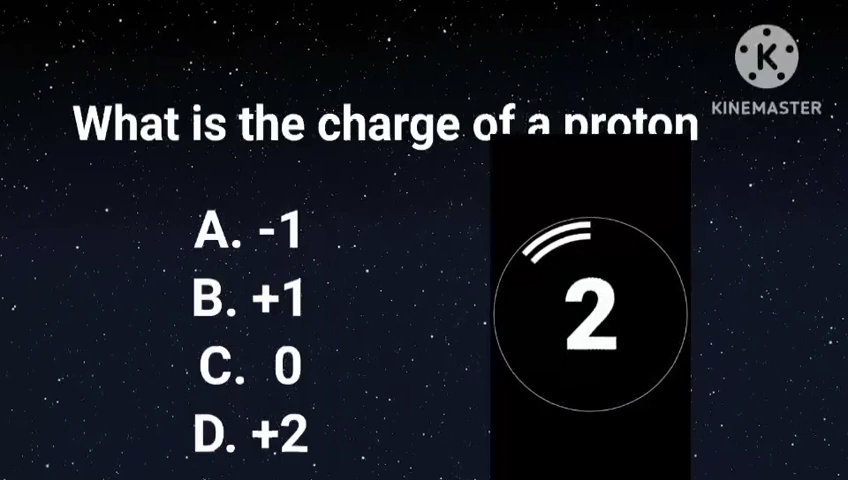 K
KINEMASTER
What is the charge of a proton
A. -1
B. +1
C. 0
D. +2
2